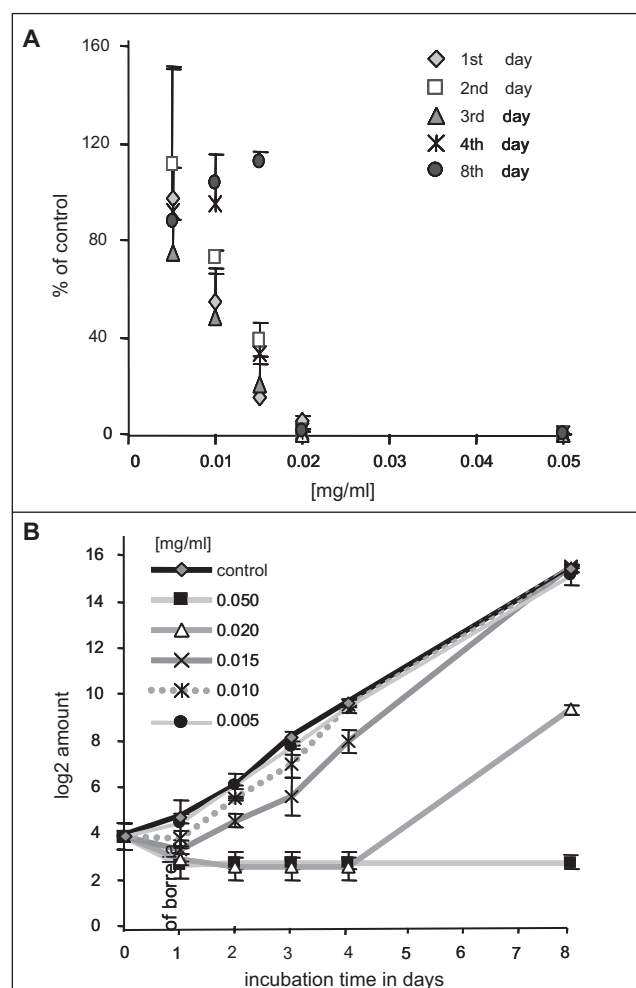 A
160
120
80
40
0
% of control
1st day
2nd day
3rd day
4th day
8th day
0 0.01 0.02 0.03 0.04 0.05
[mg/ml]
B
16
14
12
10
8
6
4
2
0
log2 amount
of borrelia
[mg/ml]
control
0.050
0.020
0.015
0.010
0.005
0 1 2 3 4 5 6 7 8
incubation time in days